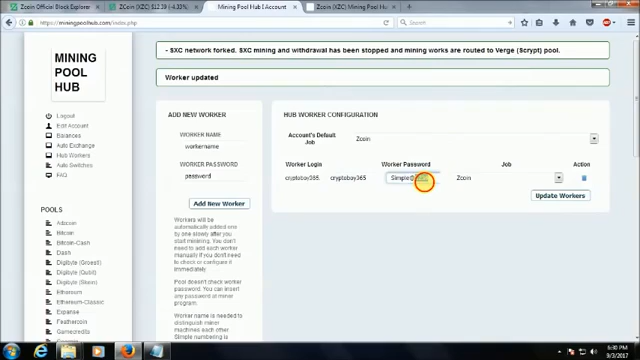 Zcoin Official Block Explorer
Zcoin (XZC) $12.39 (-4.33%)
Mining Pool Hub | Account
Zcoin (XZC) Mining Pool Hu
https://miningpoolhub.com/index.php
Search
MINING
POOL
HUB
- SXC network forked. SXC mining and withdrawal has been stopped and mining works are routed to Verge (Scrypt) pool.
Worker updated
Logout
Edit Account
Hub Workers
Balances
Auto Exchange
Auto Switching
FAQ
POOLS
Adzcoin
Bitcoin
Bitcoin-Cash
Dash
Digibyte (Groestl)
Digibyte (Qubit)
Digibyte (Skein)
Ethereum
Ethereum-Classic
Expanse
Feathercoin
Gamecredits
ADD NEW WORKER
WORKER NAME
workername
WORKER PASSWORD
password
Add New Worker
Workers will be
automatically added
one by one slowly after you
start mining. You don't
need to add worker
manually if you don't
need to check or configure it
immediately.
Pool doesn't check worker
password. You can insert
any password at miner
program.
Worker name is needed to
distinguish miner
machines each other.
Simple numbering is
HUB WORKER CONFIGURATION
Account's Default
Job
Zcoin
Worker Login
Worker Password
Job
Action
cryptoboy365.
cryptoboy365
Simple@
Zcoin
Update Workers
5:30 PM
9/3/2017